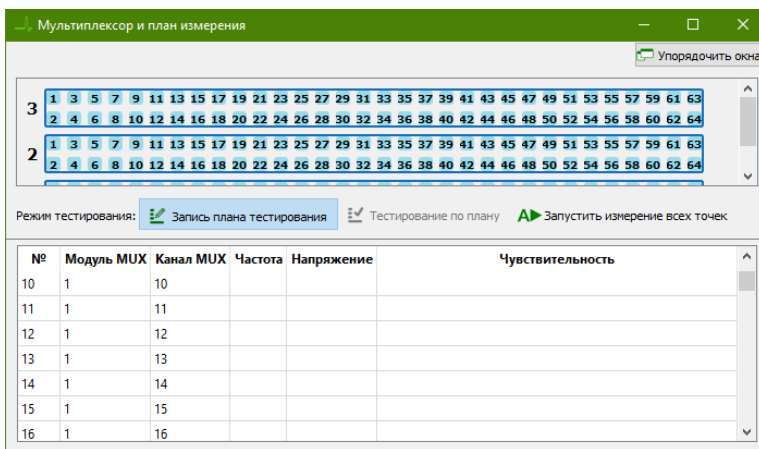 Мультиплексор и план измерения
Упорядочить окна
3
1 3 5 7 9 11 13 15 17 19 21 23 25 27 29 31 33 35 37 39 41 43 45 47 49 51 53 55 57 59 61 63
2 4 6 8 10 12 14 16 18 20 22 24 26 28 30 32 34 36 38 40 42 44 46 48 50 52 54 56 58 60 62 64
2
1 3 5 7 9 11 13 15 17 19 21 23 25 27 29 31 33 35 37 39 41 43 45 47 49 51 53 55 57 59 61 63
2 4 6 8 10 12 14 16 18 20 22 24 26 28 30 32 34 36 38 40 42 44 46 48 50 52 54 56 58 60 62 64
Режим тестирования: Запись плана тестирования Тестирование по плану A Запустить измерение всех точек
№ Модуль MUX Канал MUX Частота Напряжение Чувствительность
10 1 10
11 1 11
12 1 12
13 1 13
14 1 14
15 1 15
16 1 16